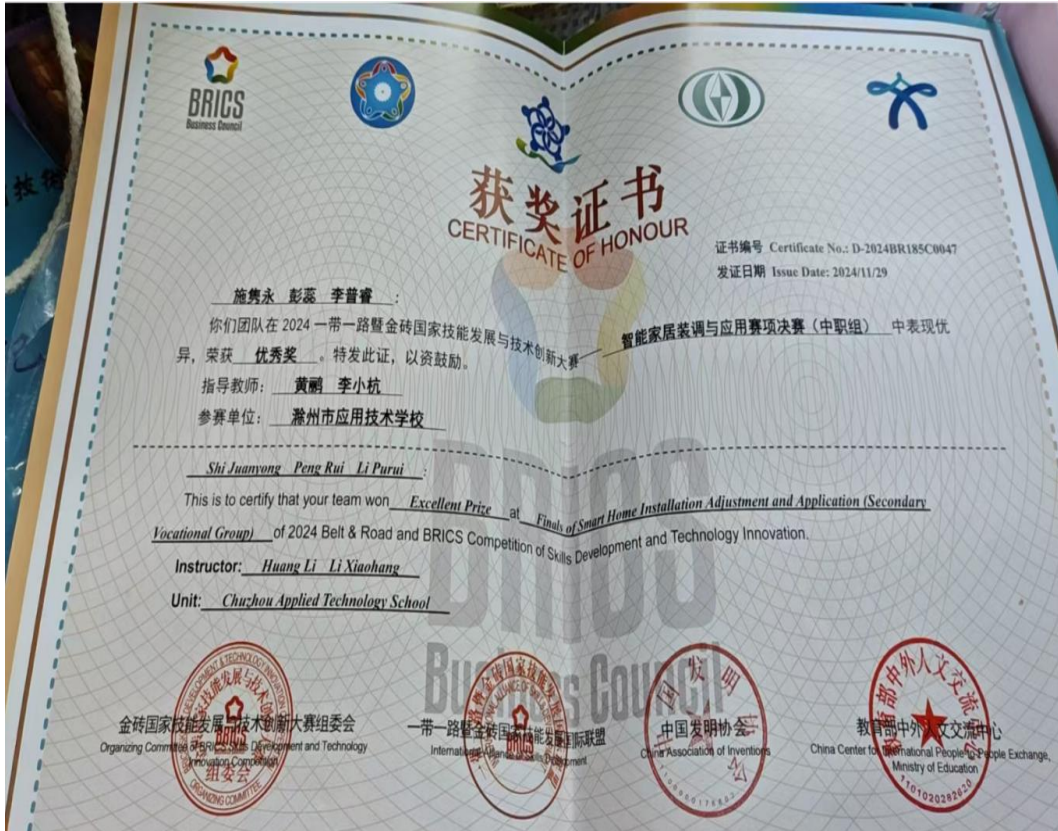 BRICS
Business Council
技術
获奖证书
CERTIFICATE OF HONOUR
证书编号 Certificate No.: D-2024BR185C0047
发证日期 Issue Date: 2024/11/29
施隽永 彭蕊 李普睿 :
你们团队在 2024 一带一路暨金砖国家技能发展与技术创新大赛 智能家居装调与应用赛项决赛（中职组） 中表现优
异，荣获 优秀奖 。特发此证，以资鼓励。
指导教师： 黄鹂 李小杭
参赛单位： 滁州市应用技术学校
Shi Juanyong Peng Rui Li Purui :
This is to certify that your team won Excellent Prize at Finals of Smart Home Installation Adjustment and Application (Secondary
Vocational Group) of 2024 Belt & Road and BRICS Competition of Skills Development and Technology Innovation.
Instructor: Huang Li Li Xiaohang
Unit: Chuzhou Applied Technology School
BRICS
Business Council
金砖国家技能发展与技术创新大赛组委会
Organizing Committee of BRICS Skills Development and Technology
Innovation Competition
组委会
ORGANIZING COMMITTEE
一带一路暨金砖国家技能发展国际联盟
International Alliance of Skills Development
中国发明协会
China Association of Inventions
教育部中外人文交流中心
China Center for International People-to-People Exchange,
Ministry of Education
1101020282620